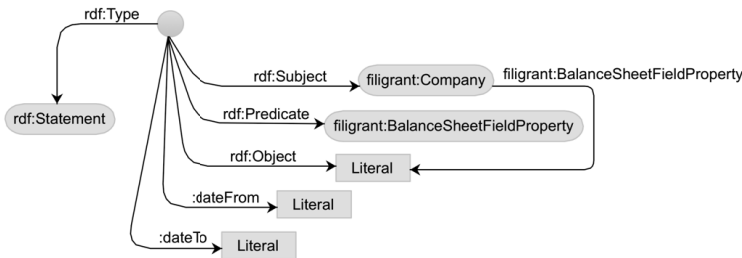 rdf:Type
rdf:Subject
filigrant:Company
filigrant:BalanceSheetFieldProperty
rdf:Statement
rdf:Predicate
filigrant:BalanceSheetFieldProperty
rdf:Object
Literal
:dateFrom
Literal
:dateTo
Literal